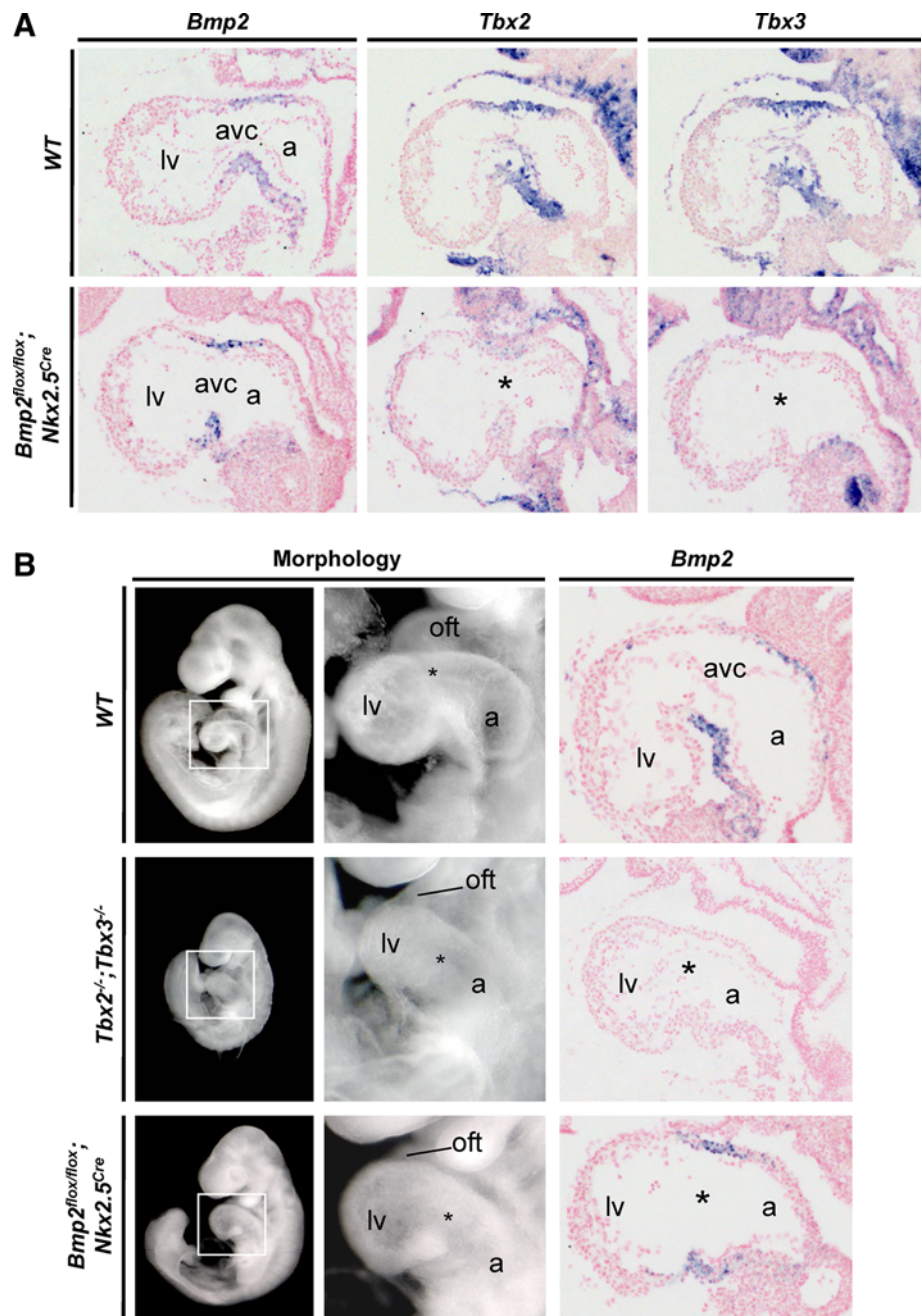 A
Bmp2 Tbx2 Tbx3
WT
avc
a
lv
Bmp2flox/flox;
Nkx2.5Cre
lv
avc
a
*
*
B
Morphology Bmp2
WT
oft
*
lv
a
avc
lv
a
Tbx2-/-;Tbx3-/-
oft
lv
*
a
*
lv
a
Bmp2flox/flox;
Nkx2.5Cre
oft
lv
*
a
*
lv
a